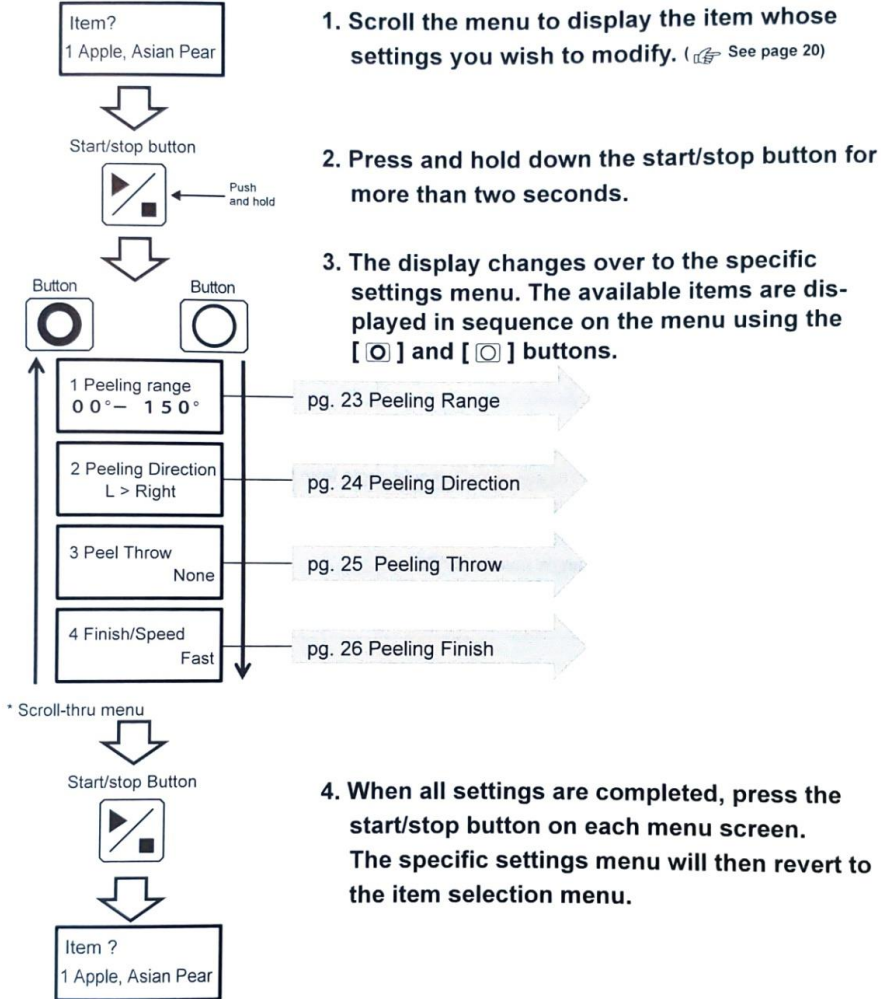 Item?
1 Apple, Asian Pear
1. Scroll the menu to display the item whose
settings you wish to modify. ( See page 20)
Start/stop button
Push
and hold
2. Press and hold down the start/stop button for
more than two seconds.
3. The display changes over to the specific
settings menu. The available items are dis-
played in sequence on the menu using the
[ O ] and [ O ] buttons.
Button
Button
1 Peeling range
00°– 150°
pg. 23 Peeling Range
2 Peeling Direction
L > Right
pg. 24 Peeling Direction
3 Peel Throw
None
pg. 25 Peeling Throw
4 Finish/Speed
Fast
pg. 26 Peeling Finish
* Scroll-thru menu
Start/stop Button
4. When all settings are completed, press the
start/stop button on each menu screen.
The specific settings menu will then revert to
the item selection menu.
Item ?
1 Apple, Asian Pear